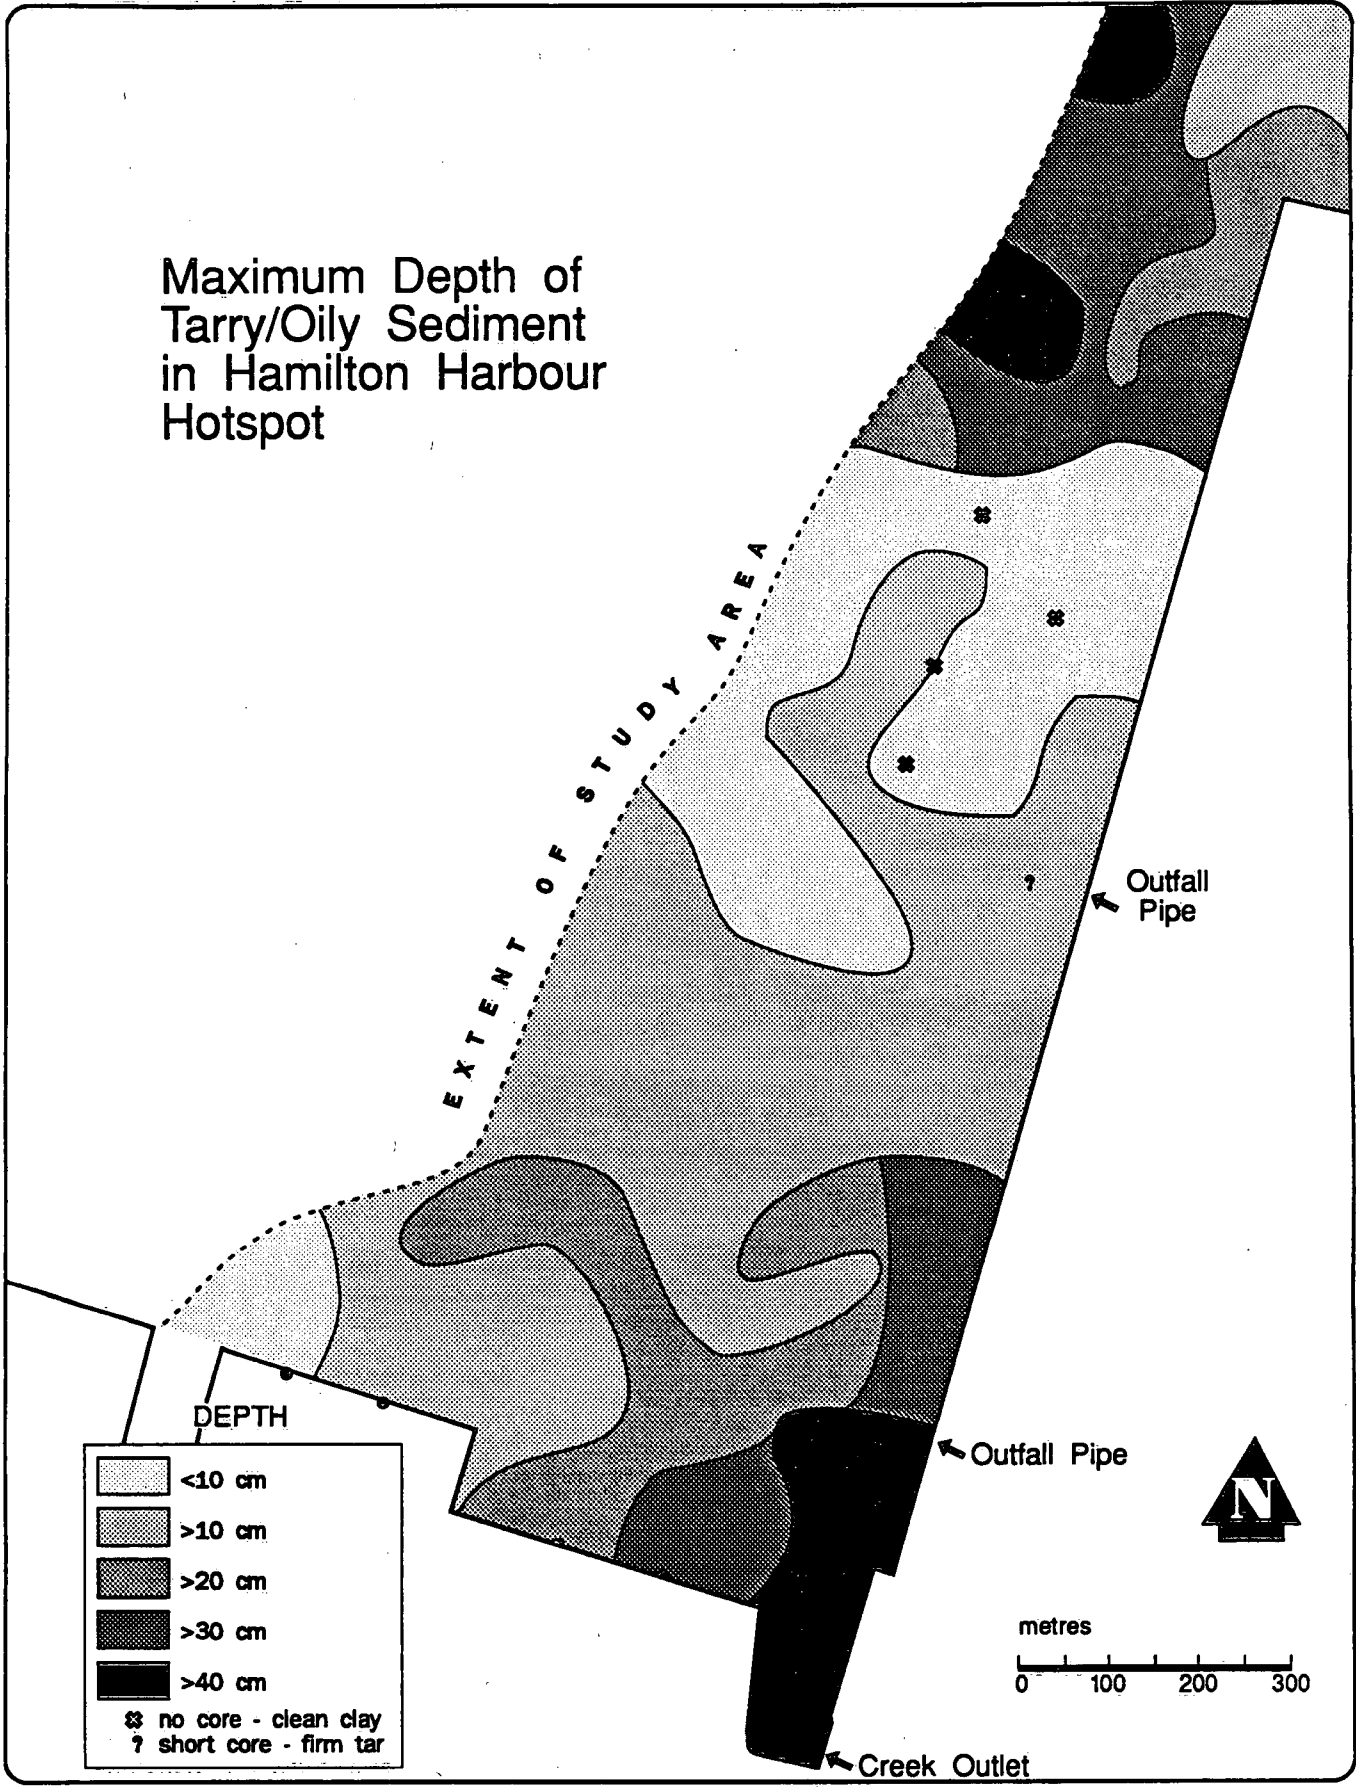 Maximum Depth of
Tarry/Oily Sediment
in Hamilton Harbour
Hotspot
EXTENT OF STUDY AREA
?
Outfall
Pipe
Outfall Pipe
Creek Outlet
N
metres
0 100 200 300
DEPTH
<10 cm
>10 cm
>20 cm
>30 cm
>40 cm
no core - clean clay
? short core - firm tar